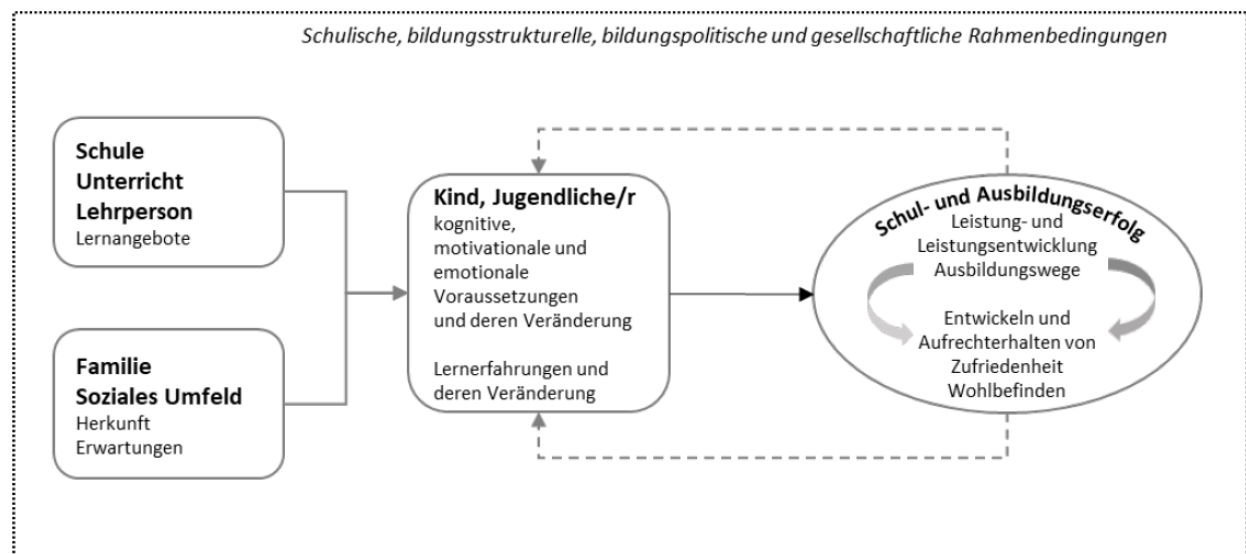 Schulische, bildungsstrukturelle, bildungspolitische und gesellschaftliche Rahmenbedingungen
Schule
Unterricht
Lehrperson
Lernangebote
Familie
Soziales Umfeld
Herkunft
Erwartungen
Kind, Jugendliche/r
kognitive,
motivationale und
emotionale
Voraussetzungen
und deren Veränderung
Lernerfahrungen und
deren Veränderung
Schul- und Ausbildungserfolg
Leistung- und
Leistungsentwicklung
Ausbildungswege
Entwickeln und
Aufrechterhalten von
Zufriedenheit
Wohlbefinden